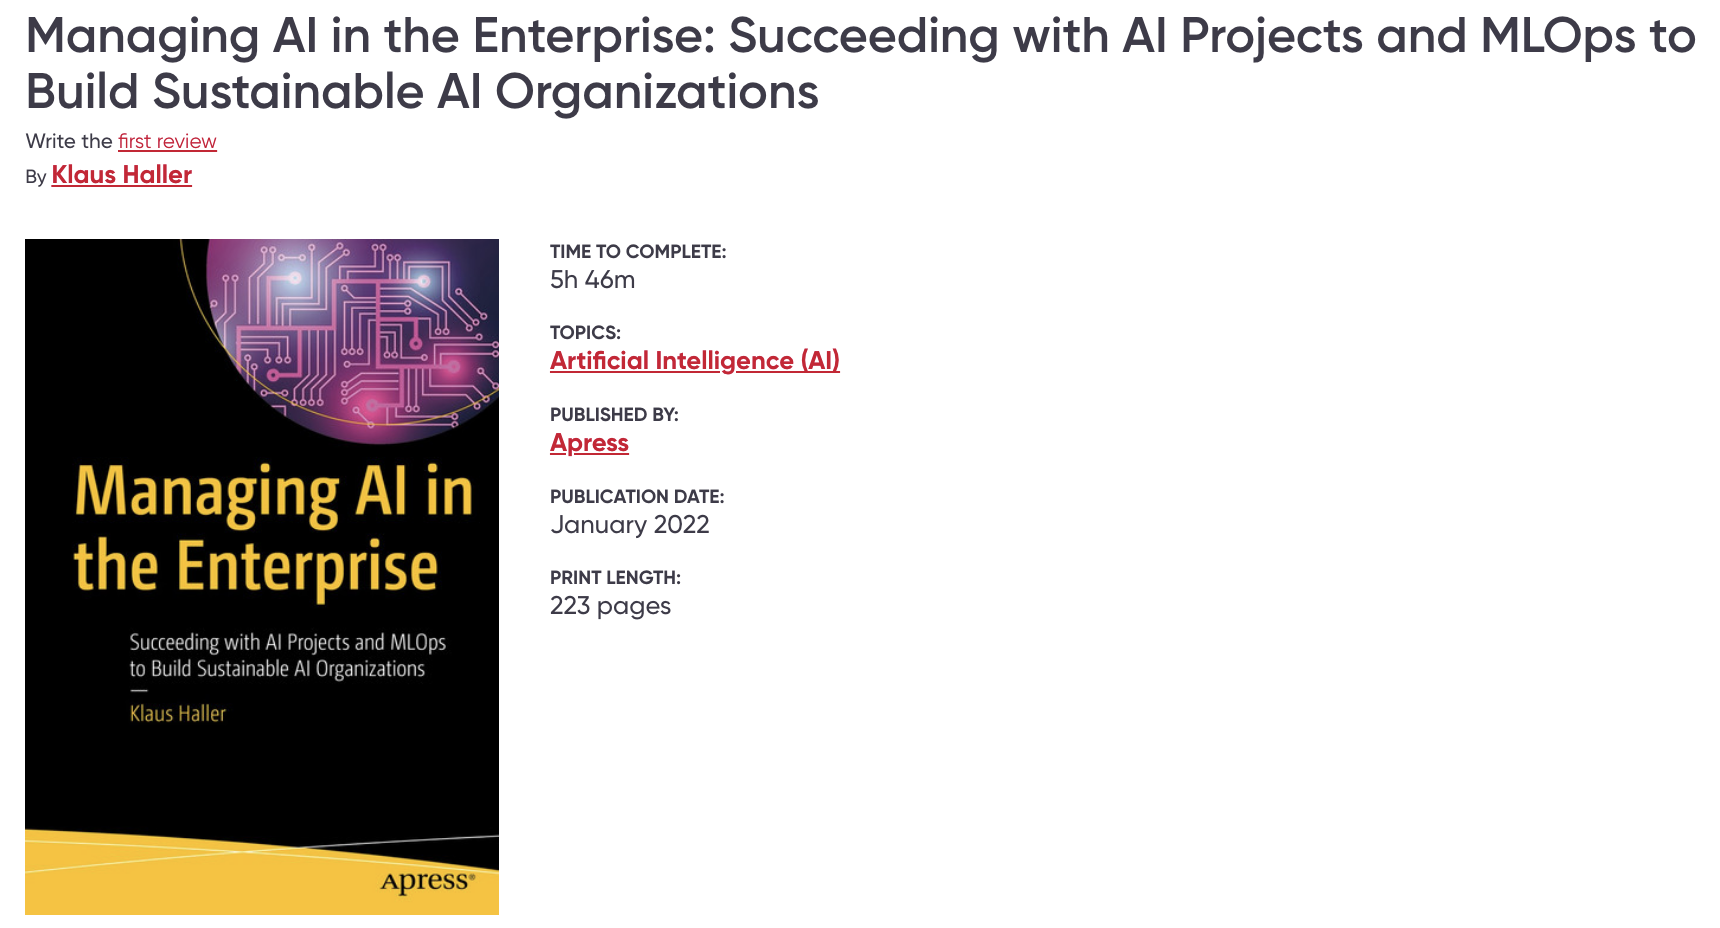 Managing AI in the Enterprise: Succeeding with AI Projects and MLOps to
Build Sustainable AI Organizations
Write the first review
By Klaus Haller
Managing AI in
the Enterprise
Succeeding with AI Projects and MLOps
to Build Sustainable AI Organizations
—
Klaus Haller
Apress®
TIME TO COMPLETE:
5h 46m
TOPICS:
Artificial Intelligence (AI)
PUBLISHED BY:
Apress
PUBLICATION DATE:
January 2022
PRINT LENGTH:
223 pages